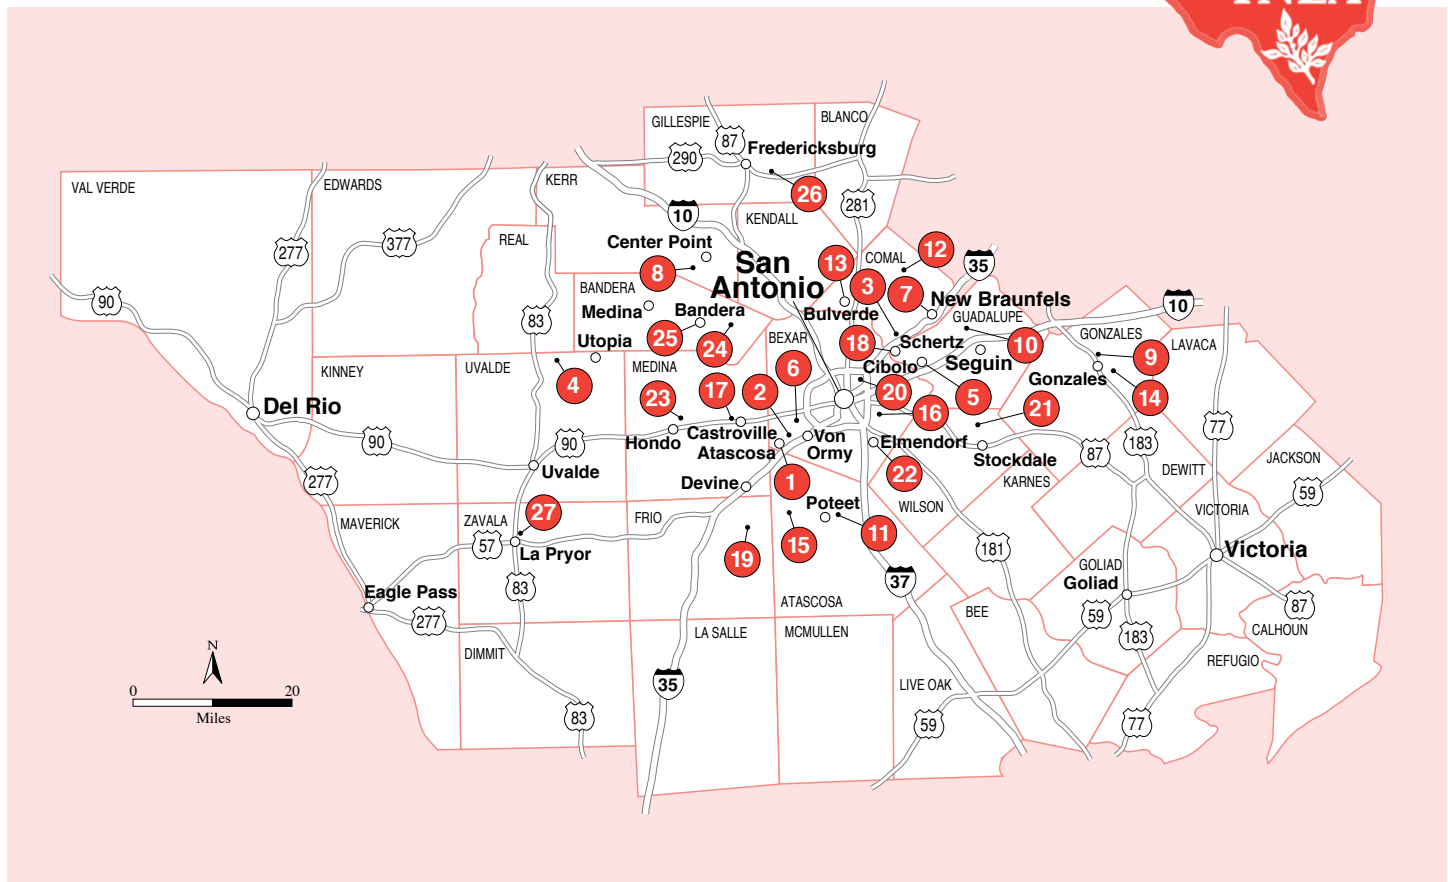 GILLESPIE
BLANCO
87
Fredericksburg
290
VAL VERDE
EDWARDS
KERR
26
281
10
KENDALL
REAL
377
277
Center Point
12
COMAL
13
San
Antonio
35
8
3
7
BANDERA
90
Medina
Bandera
Bulverde
New Braunfels
10
GUADALUPE
83
25
24
BEXAR
18
Schertz
10
GONZALES
LAVACA
Utopia
Seguin
9
KINNEY
UVALDE
4
MEDINA
6
Cibolo
Gonzales
23
17
2
20
5
14
Del Rio
16
21
77
90
90
Hondo
Castroville
Atascosa
Von
Ormy
Elmendorf
183
Stockdale
87
Uvalde
22
277
Devine
1
KARNES
DEWITT
JACKSON
59
Poteet
WILSON
MAVERICK
ZAVALA
27
FRIO
VICTORIA
57
La Pryor
19
15
11
181
Victoria
GOLIAD
Goliad
83
37
Eagle Pass
ATASCOSA
BEE
59
87
277
LA SALLE
MCMULLEN
183
CALHOUN
DIMMIT
REFUGIO
N
35
LIVE OAK
0
20
Miles
83
59
77